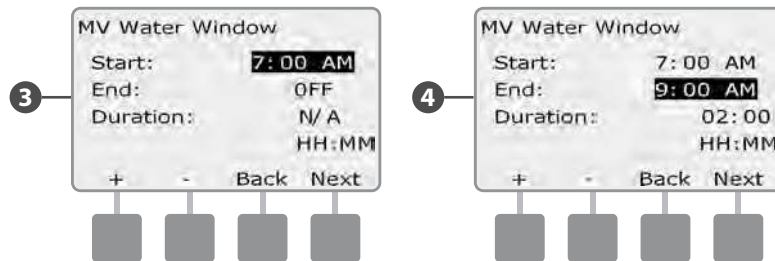 MV Water Window
Start: 7:00 AM
3
End: OFF
Duration: N/A
HH:MM
+ - Back Next
MV Water Window
Start: 7:00 AM
4
End: 9:00 AM
Duration: 02:00
HH:MM
+ - Back Next